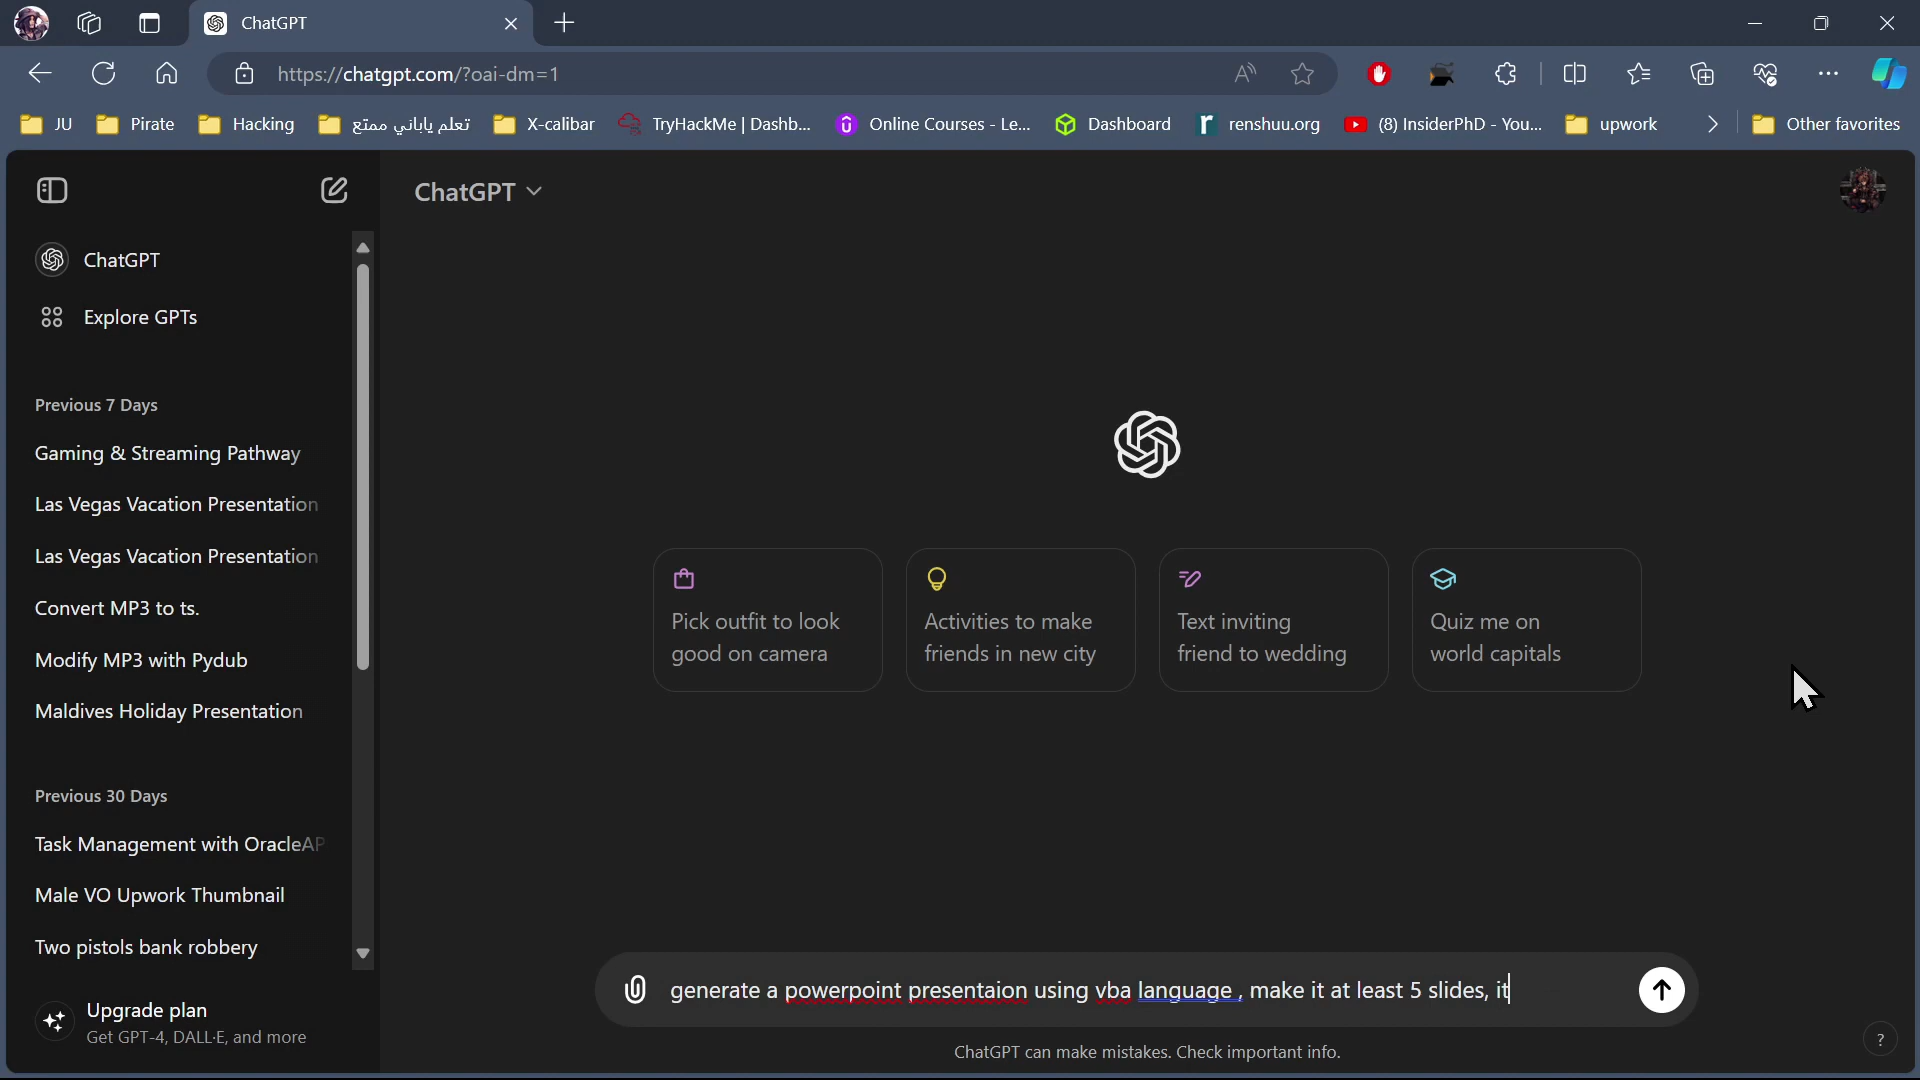 ChatGPT
https://chatgpt.com/?oai-dm=1
JU
Pirate
Hacking
تعلم ياباني ممتع
X-calibar
TryHackMe | Dashb...
Online Courses - Le...
Dashboard
renshuu.org
(8) InsiderPhD - You...
upwork
Other favorites
ChatGPT
ChatGPT
Explore GPTs
Previous 7 Days
Gaming & Streaming Pathway
Las Vegas Vacation Presentation
Las Vegas Vacation Presentation
Convert MP3 to ts.
Modify MP3 with Pydub
Maldives Holiday Presentation
Previous 30 Days
Task Management with OracleAP
Male VO Upwork Thumbnail
Two pistols bank robbery
Upgrade plan
Get GPT-4, DALL·E, and more
Pick outfit to look
good on camera
Activities to make
friends in new city
Text inviting
friend to wedding
Quiz me on
world capitals
generate a powerpoint presentaion using vba language , make it at least 5 slides, it
ChatGPT can make mistakes. Check important info.
?